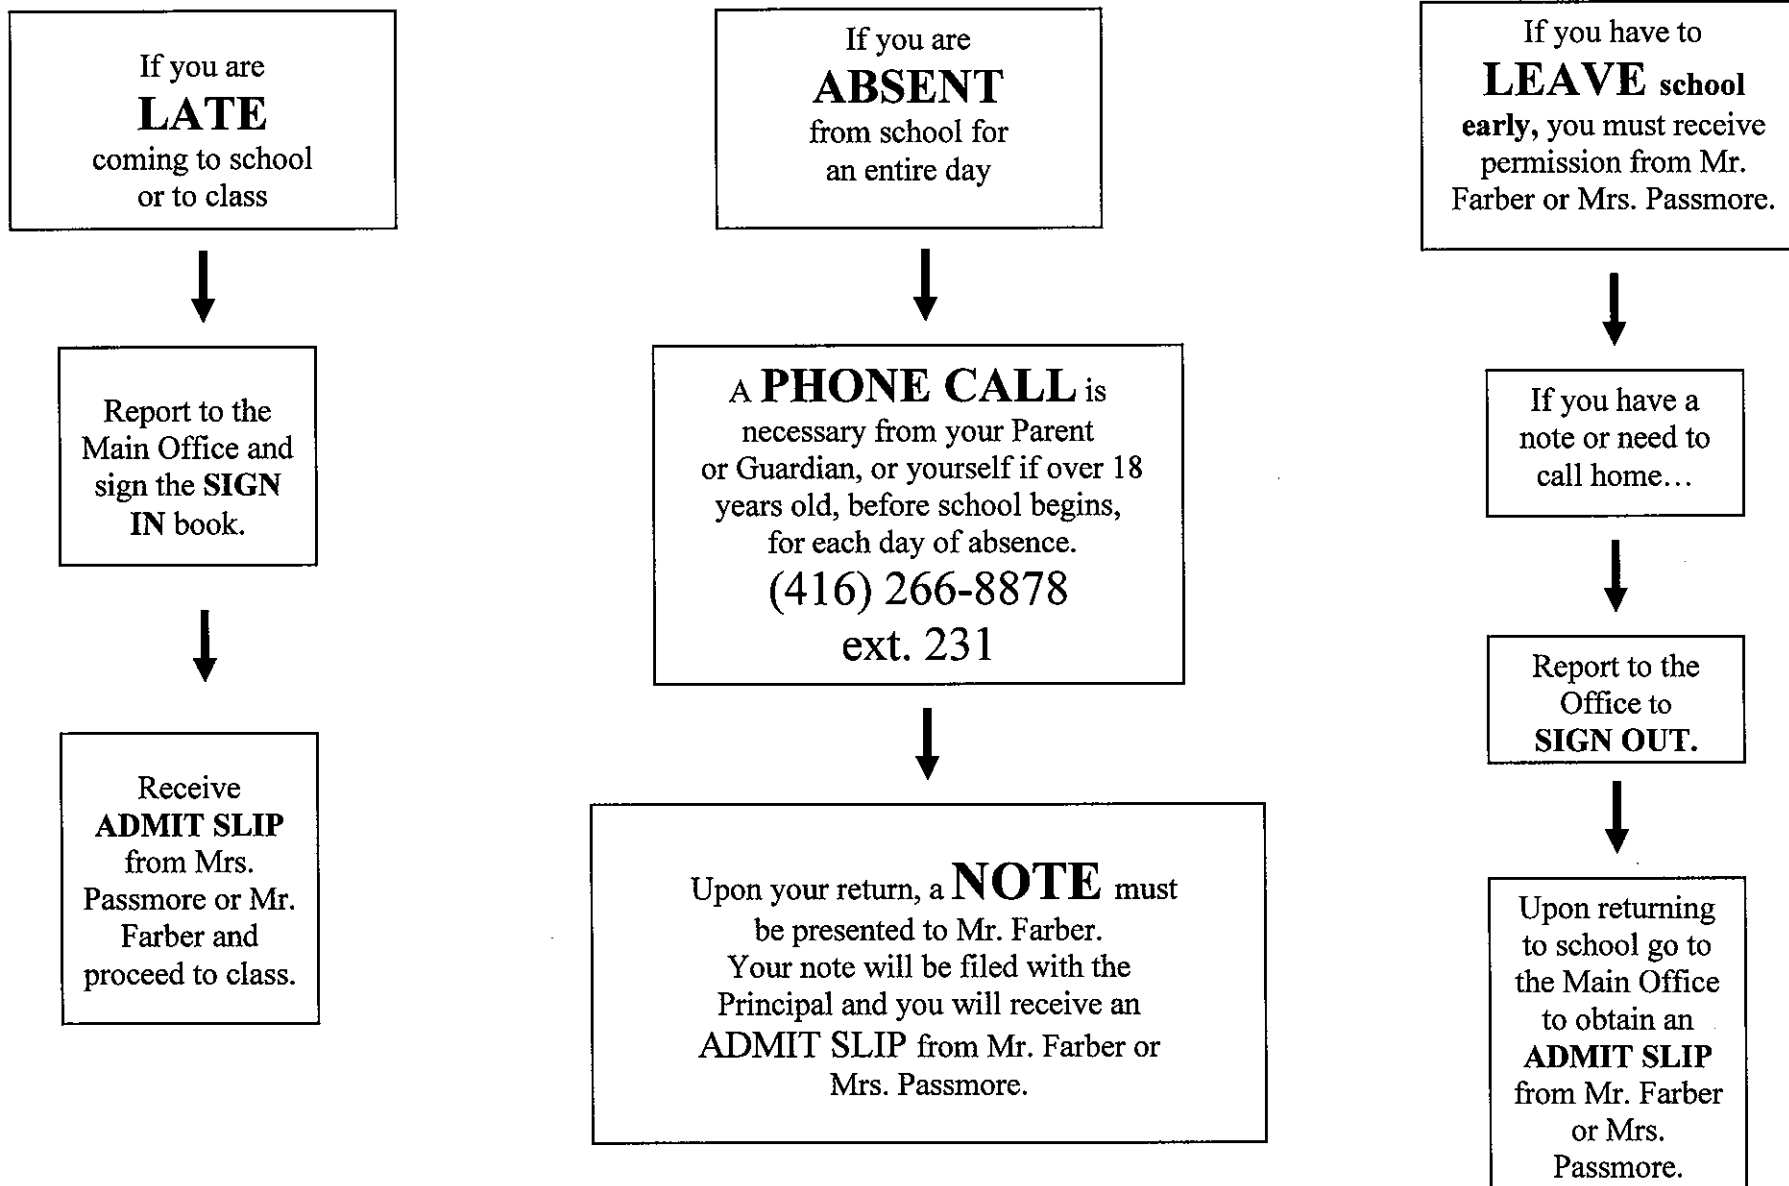 If you are
LATE
coming to school
or to class
Report to the
Main Office and
sign the SIGN
IN book.
Receive
ADMIT SLIP
from Mrs.
Passmore or Mr.
Farber and
proceed to class.
If you are
ABSENT
from school for
an entire day
A PHONE CALL is
necessary from your Parent
or Guardian, or yourself if over 18
years old, before school begins,
for each day of absence.
(416) 266-8878
ext. 231
Upon your return, a NOTE must
be presented to Mr. Farber.
Your note will be filed with the
Principal and you will receive an
ADMIT SLIP from Mr. Farber or
Mrs. Passmore.
If you have to
LEAVE school
early, you must receive
permission from Mr.
Farber or Mrs. Passmore.
If you have a
note or need to
call home…
Report to the
Office to
SIGN OUT.
Upon returning
to school go to
the Main Office
to obtain an
ADMIT SLIP
from Mr. Farber
or Mrs.
Passmore.